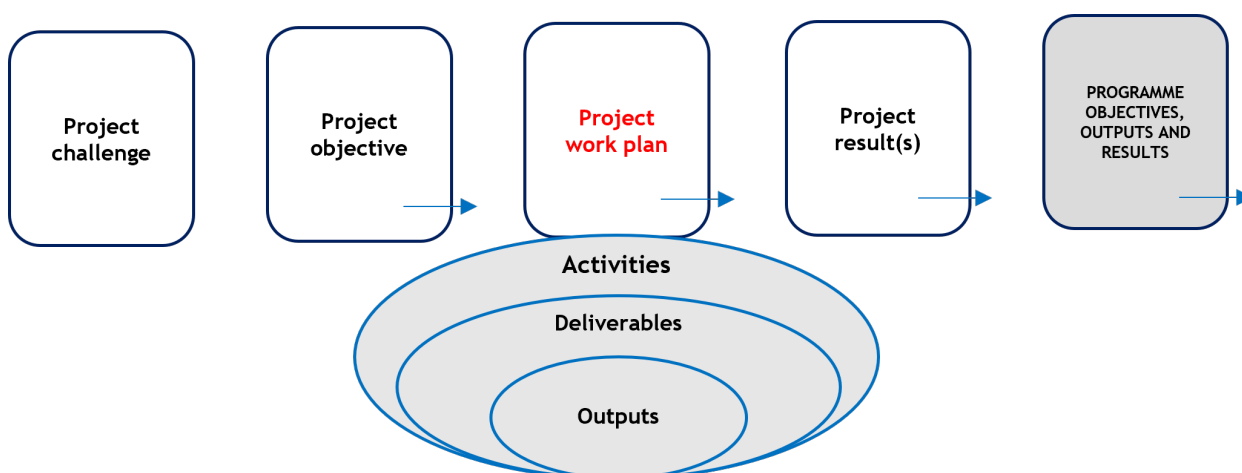 Project
challenge
Project
objective
Project
work plan
Project
result(s)
PROGRAMME
OBJECTIVES,
OUTPUTS AND
RESULTS
Activities
Deliverables
Outputs